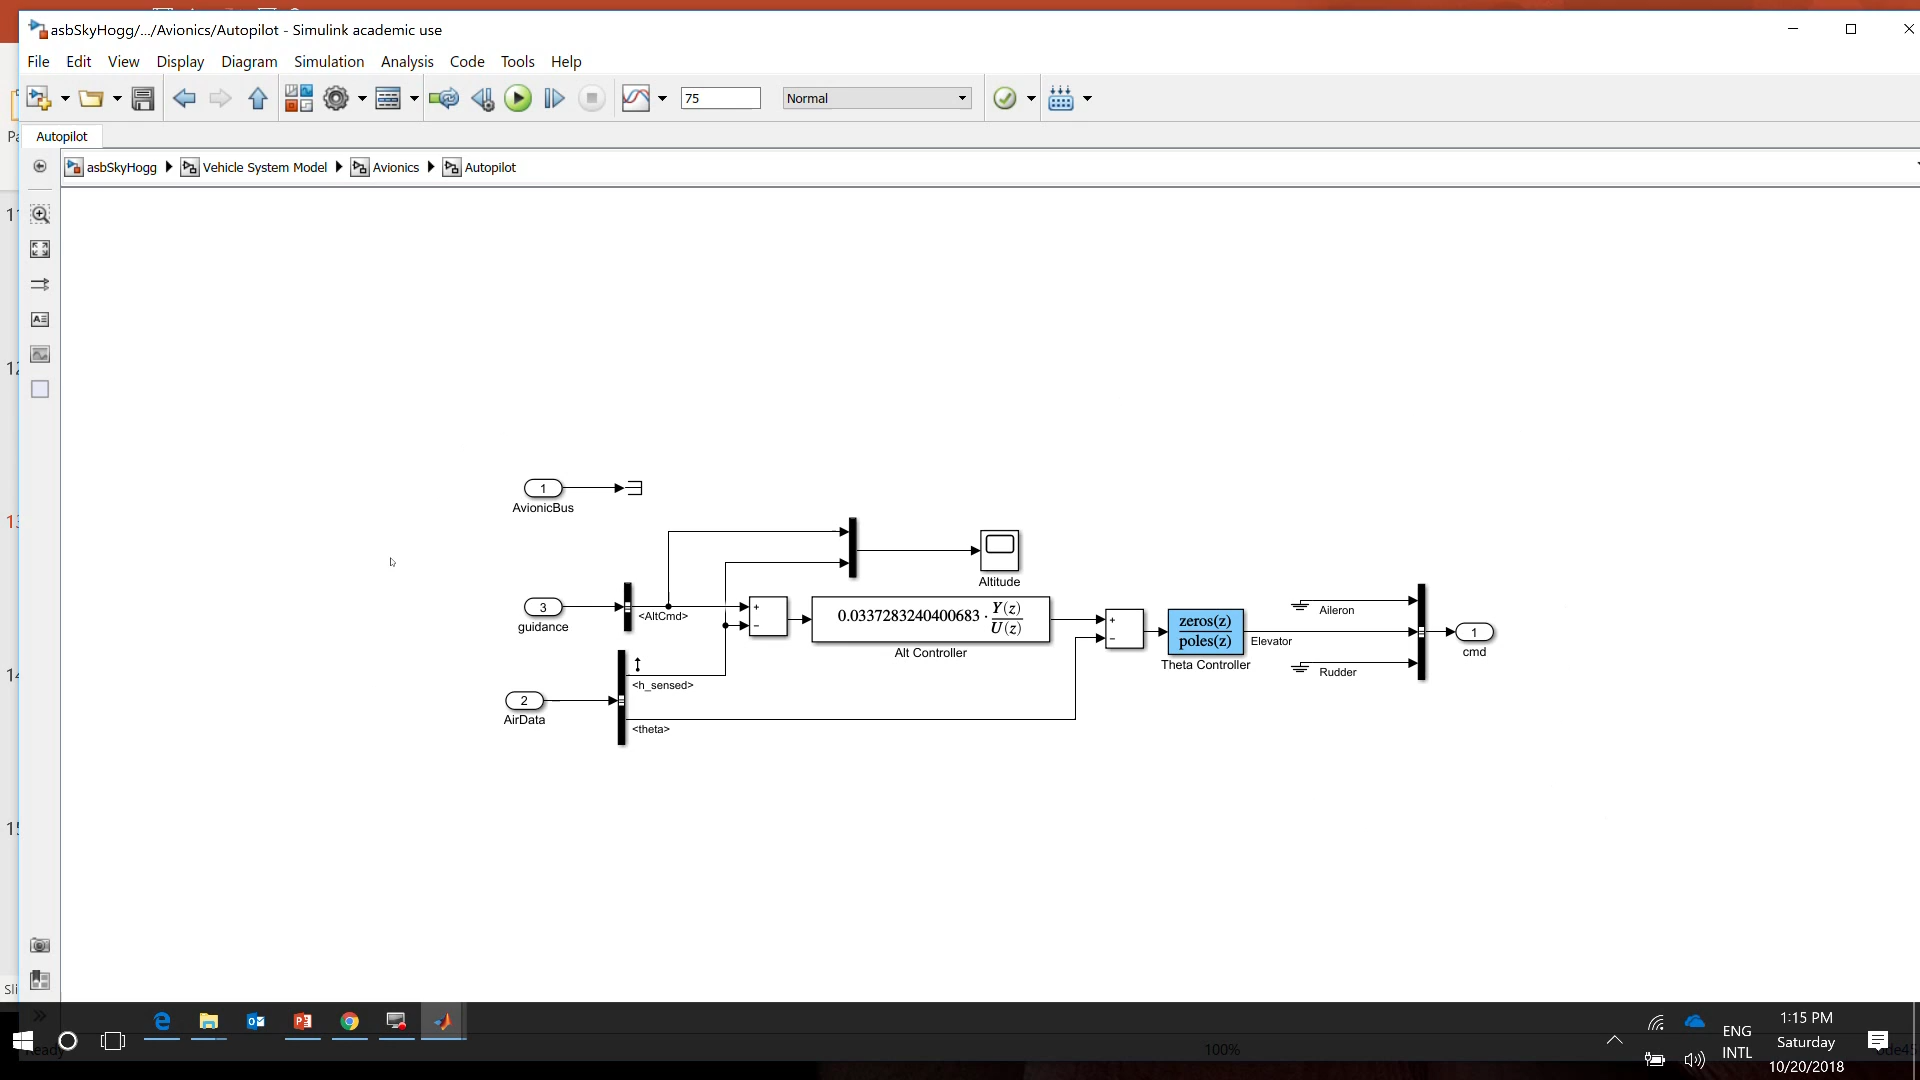 asbSkyHogg/.../Avionics/Autopilot - Simulink academic use
File Edit View Display Diagram Simulation Analysis Code Tools Help
75 Normal
Autopilot
asbSkyHogg Vehicle System Model Avionics Autopilot
1
AvionicBus
Altitude
3
guidance
<AltCmd>
+
−
0.0337283240400683 · Y(z)
U(z)
Alt Controller
+
−
zeros(z)
poles(z)
Theta Controller
Aileron
Elevator
Rudder
1
cmd
<h_sensed>
2
AirData
<theta>
Sli
Ready
100%
ENG
INTL
1:15 PM
Saturday
10/20/2018